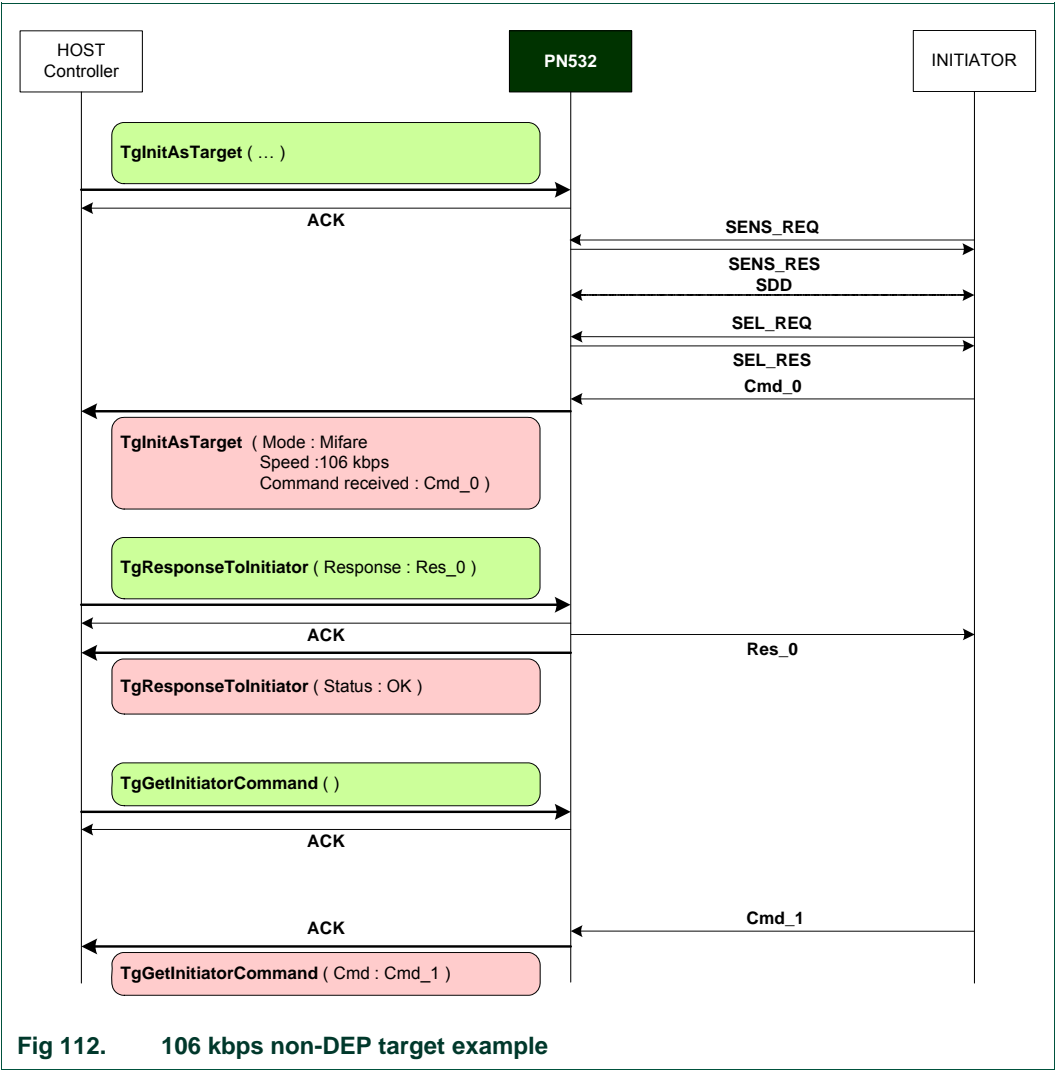 HOST
Controller
PN532
INITIATOR
TgInitAsTarget ( … )
ACK
SENS_REQ
SENS_RES
SDD
SEL_REQ
SEL_RES
Cmd_0
TgInitAsTarget ( Mode : Mifare
Speed :106 kbps
Command received : Cmd_0 )
TgResponseToInitiator ( Response : Res_0 )
ACK
Res_0
TgResponseToInitiator ( Status : OK )
TgGetInitiatorCommand ( )
ACK
Cmd_1
ACK
TgGetInitiatorCommand ( Cmd : Cmd_1 )
Fig 112. 106 kbps non-DEP target example